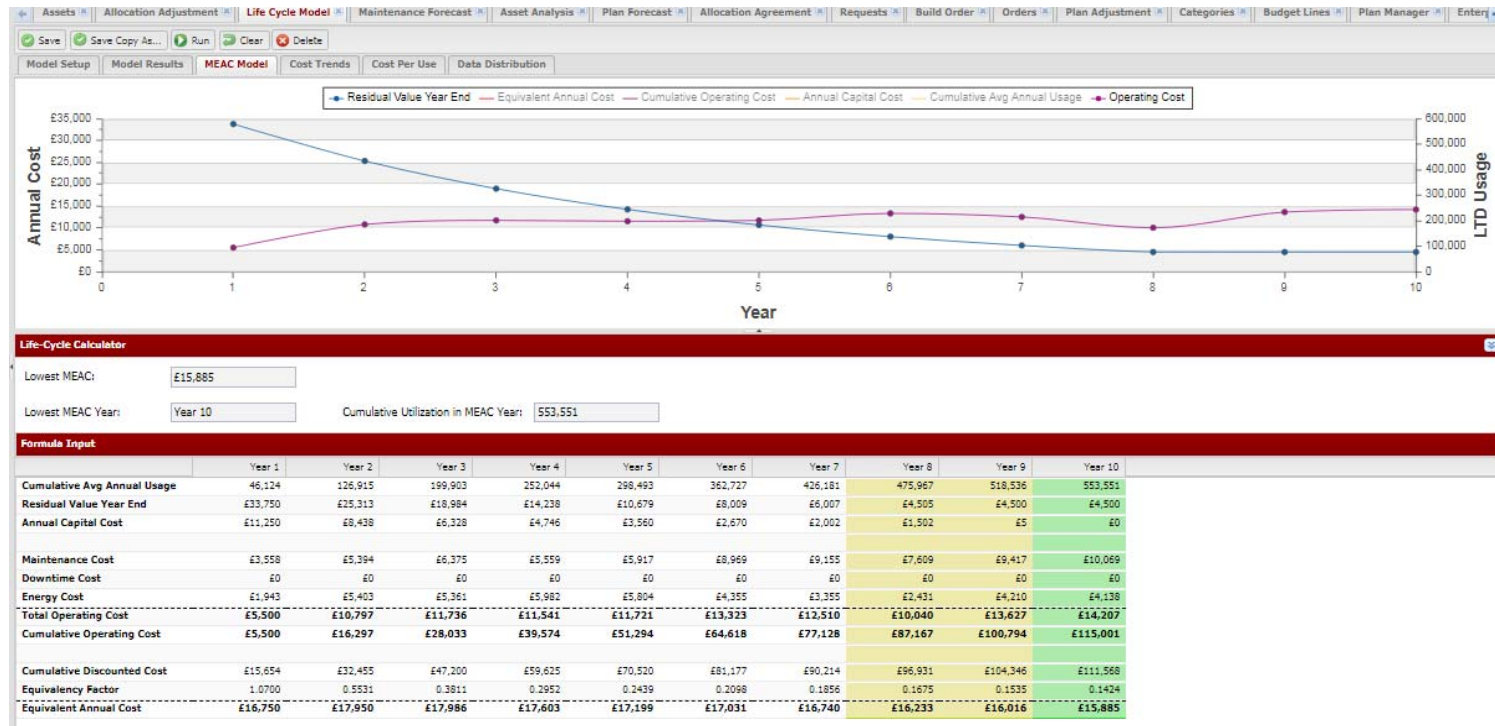 Assets Allocation Adjustment Life Cycle Model Maintenance Forecast Asset Analysis Plan Forecast Allocation Agreement Requests Build Order Orders Plan Adjustment Categories Budget Lines Plan Manager
Save Save Copy As... Run Clear Delete
Model Setup Model Results MEAC Model Cost Trends Cost Per Use Data Distribution
Residual Value Year End Equivalent Annual Cost Cumulative Operating Cost Annual Capital Cost Cumulative Avg Annual Usage Operating Cost
£35,000 600,000
£30,000 500,000
£25,000 400,000
£20,000 300,000
£15,000 200,000
£10,000 100,000
£5,000 0
£0
Annual Cost
LTD Usage
0 1 2 3 4 5 6 7 8 9 10
Year
Life-Cycle Calculator
Lowest MEAC: £15,885
Lowest MEAC Year: Year 10 Cumulative Utilization in MEAC Year: 553,551
Formula Input
Year 1 Year 2 Year 3 Year 4 Year 5 Year 6 Year 7 Year 8 Year 9 Year 10
Cumulative Avg Annual Usage 46,124 126,915 199,903 252,044 298,493 362,727 426,181 475,967 518,536 553,551
Residual Value Year End £33,750 £25,313 £18,984 £14,238 £10,679 £8,009 £6,007 £4,505 £4,500 £4,500
Annual Capital Cost £11,250 £8,438 £6,328 £4,746 £3,560 £2,670 £2,002 £1,502 £5 £0
Maintenance Cost £3,558 £5,394 £6,375 £5,559 £5,917 £8,969 £9,155 £7,609 £9,417 £10,069
Downtime Cost £0 £0 £0 £0 £0 £0 £0 £0 £0 £0
Energy Cost £1,943 £5,403 £5,361 £5,982 £5,804 £4,355 £3,355 £2,431 £4,210 £4,138
Total Operating Cost £5,500 £10,797 £11,736 £11,541 £11,721 £13,323 £12,510 £10,040 £13,627 £14,207
Cumulative Operating Cost £5,500 £16,297 £28,033 £39,574 £51,294 £64,618 £77,128 £87,167 £100,794 £115,001
Cumulative Discounted Cost £15,654 £32,455 £47,200 £59,625 £70,520 £81,177 £90,214 £96,931 £104,346 £111,568
Equivalency Factor 1.0700 0.5531 0.3811 0.2952 0.2439 0.2098 0.1856 0.1675 0.1535 0.1424
Equivalent Annual Cost £16,750 £17,950 £17,986 £17,603 £17,199 £17,031 £16,740 £16,233 £16,016 £15,885